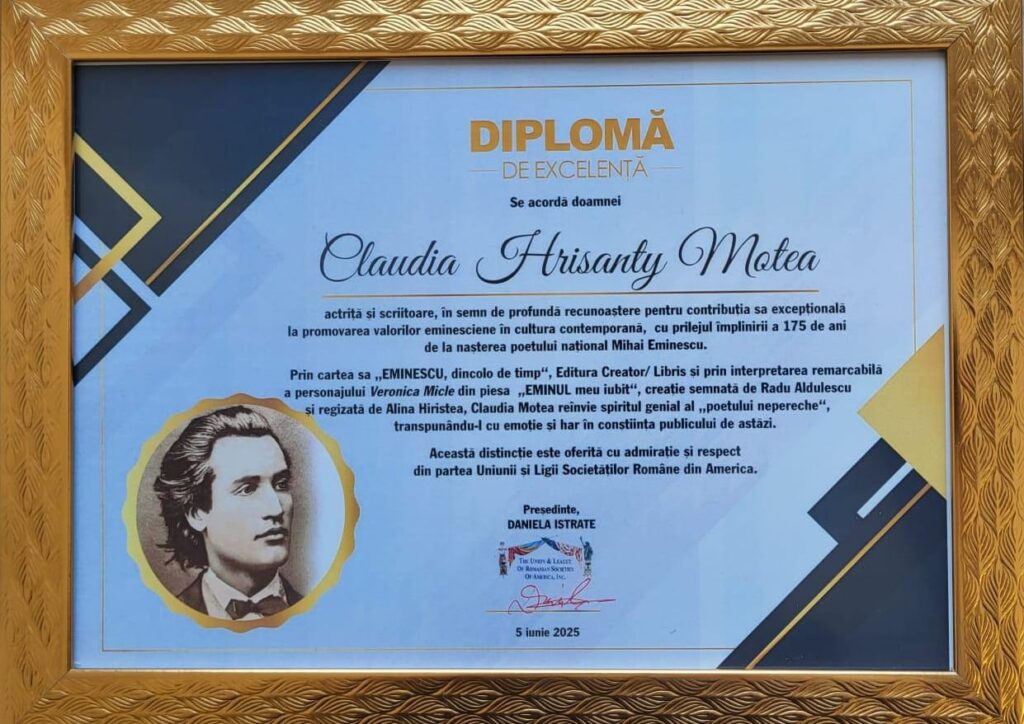 DIPLOMĂ
DE EXCELENȚĂ
Se acordă doamnei
Claudia Hrisanty Motea
actriță și scriitoare, în semn de profundă recunoaștere pentru contribuția sa excepțională
la promovarea valorilor eminesciene în cultura contemporană, cu prilejul împlinirii a 175 de ani
de la nașterea poetului național Mihai Eminescu.
Prin cartea sa „EMINESCU, dincolo de timp“, Editura Creator/ Libris și prin interpretarea remarcabilă
a personajului Veronica Micle din piesa „EMINUL meu iubit“, creație semnată de Radu Aldulescu
și regizată de Alina Hiristea, Claudia Motea reînvie spiritul genial al „poetului nepereche“,
transpunându-l cu emoție și har în conștiința publicului de astăzi.
Această distincție este oferită cu admirație și respect
din partea Uniunii și Ligii Societăților Române din America.
Președinte,
DANIELA ISTRATE
THE UNION & LEAGUE
OF ROMANIAN SOCIETIES
OF AMERICA, INC.
5 iunie 2025